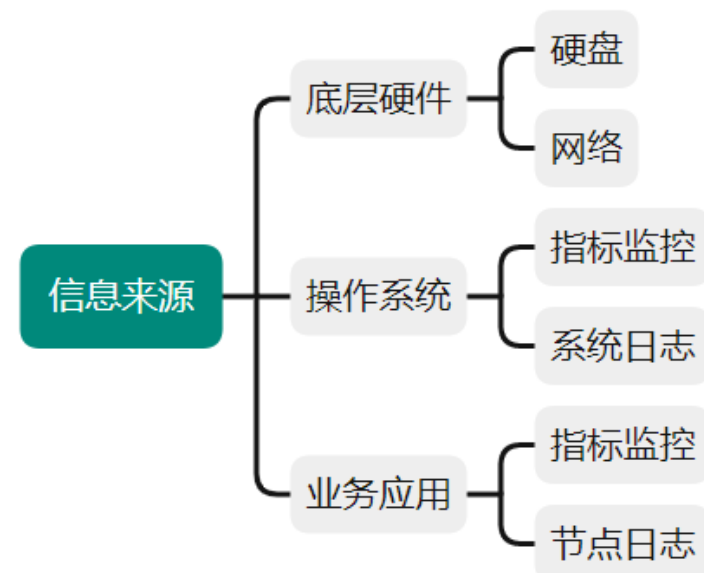 信息来源
底层硬件
硬盘
网络
操作系统
指标监控
系统日志
业务应用
指标监控
节点日志